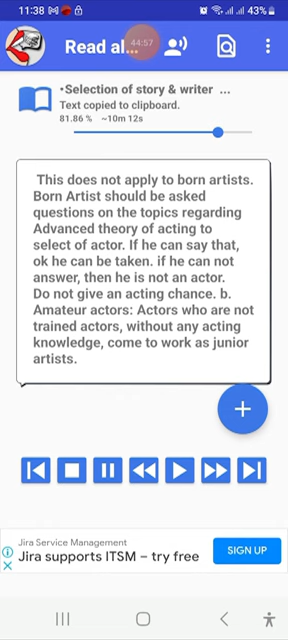 11:38
43%
Read al...
44:57
•Selection of story & writer ...
Text copied to clipboard.
81.86 % ~10m 12s
This does not apply to born artists.
Born Artist should be asked
questions on the topics regarding
Advanced theory of acting to
select of actor. If he can say that,
ok he can be taken. if he can not
answer, then he is not an actor.
Do not give an acting chance. b.
Amateur actors: Actors who are not
trained actors, without any acting
knowledge, come to work as junior
artists.
Jira Service Management
Jira supports ITSM – try free
SIGN UP